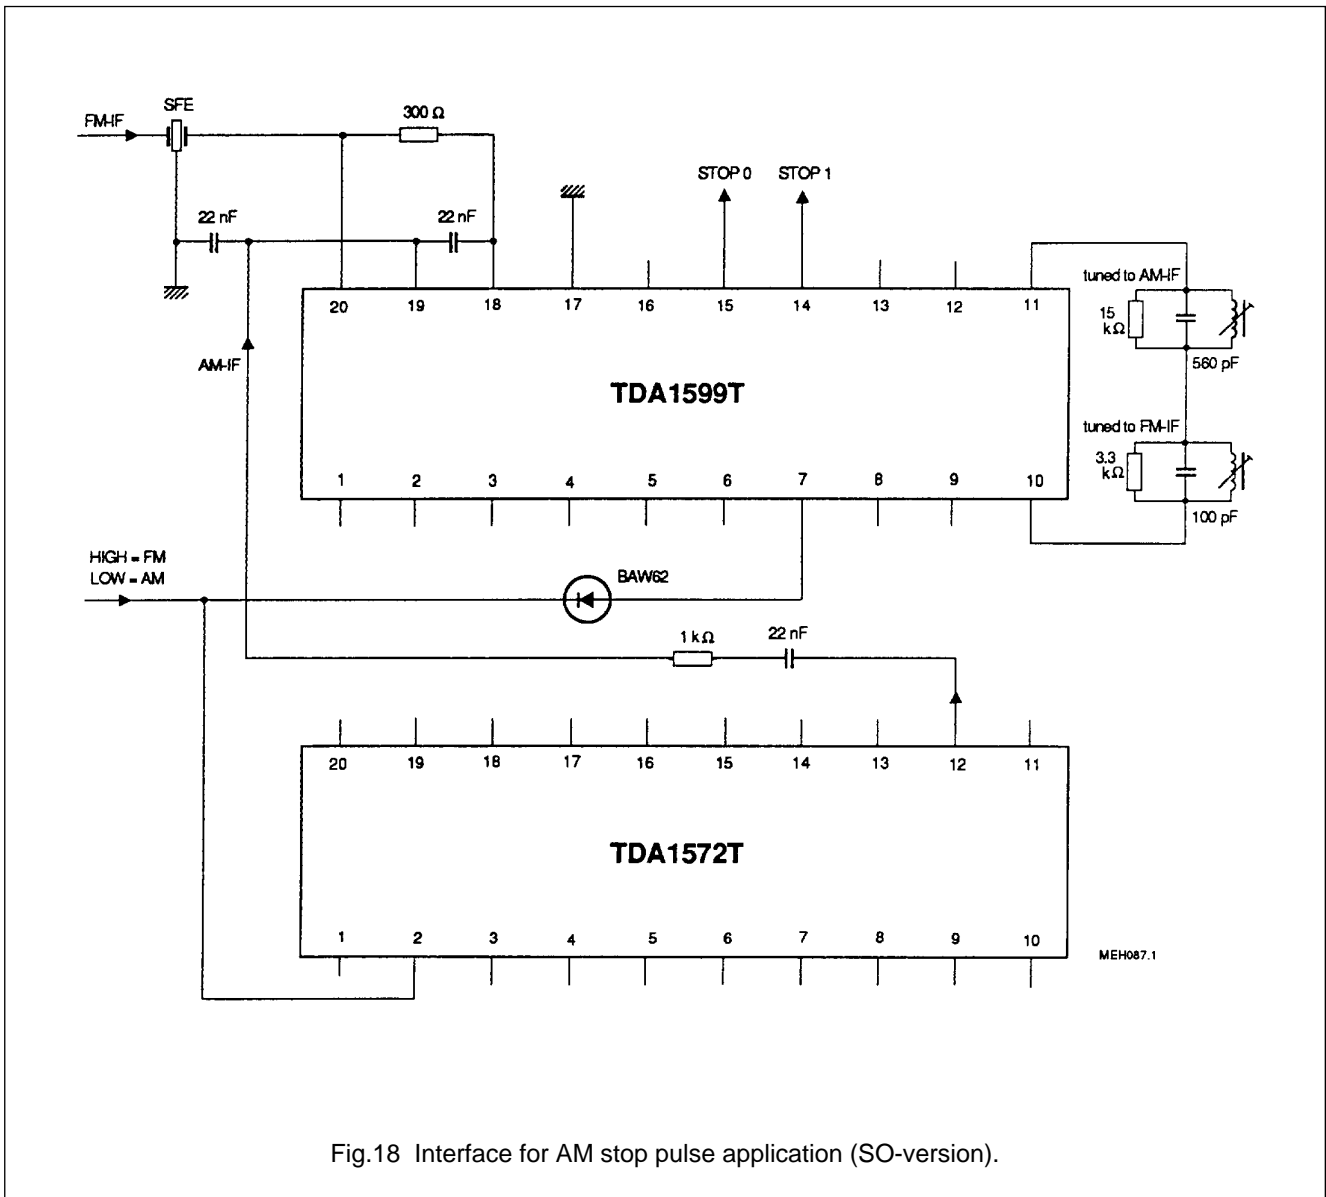 SFE
FM-IF
300 Ω
22 nF
22 nF
STOP 0 STOP 1
20 19 18 17 16 15 14 13 12 11
tuned to AM-IF
15
kΩ
560 pF
AM-IF
TDA1599T
tuned to FM-IF
3.3
kΩ
100 pF
1 2 3 4 5 6 7 8 9 10
HIGH = FM
LOW = AM
BAW62
1 kΩ
22 nF
20 19 18 17 16 15 14 13 12 11
TDA1572T
1 2 3 4 5 6 7 8 9 10
MEH087.1
Fig.18 Interface for AM stop pulse application (SO-version).